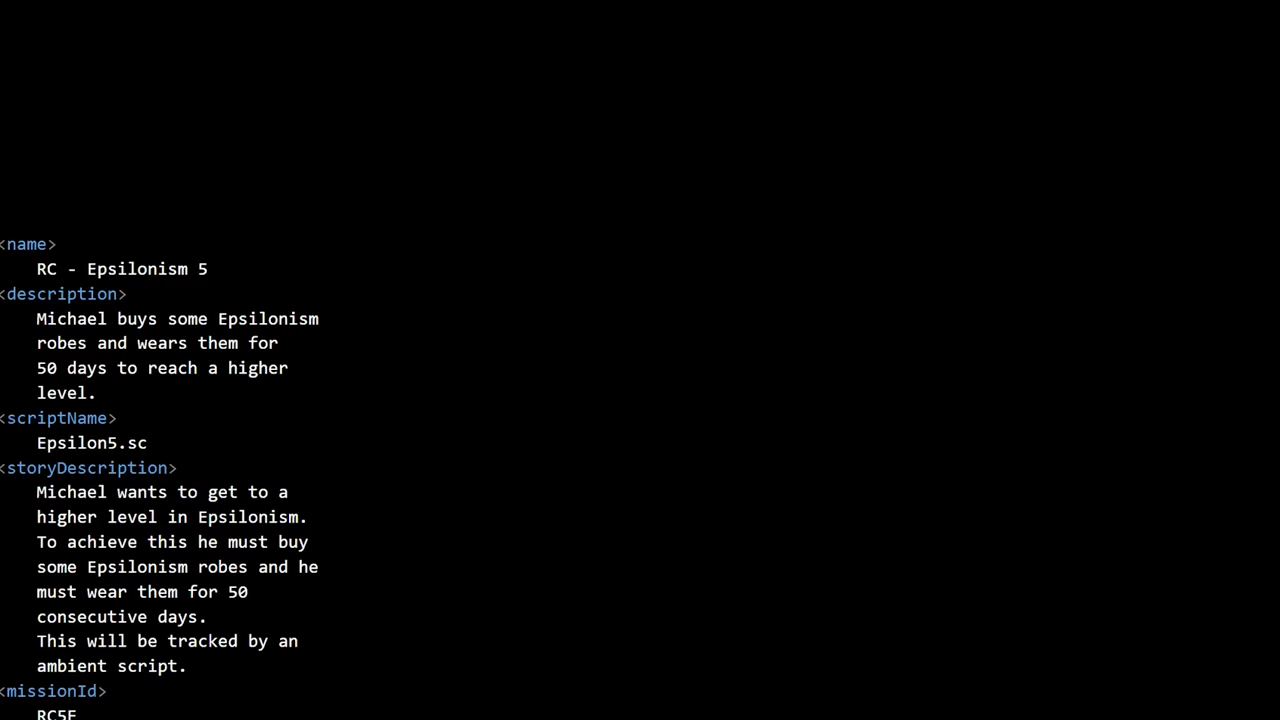 <name>
RC - Epsilonism 5
<description>
Michael buys some Epsilonism
robes and wears them for
50 days to reach a higher
level.
<scriptName>
Epsilon5.sc
<storyDescription>
Michael wants to get to a
higher level in Epsilonism.
To achieve this he must buy
some Epsilonism robes and he
must wear them for 50
consecutive days.
This will be tracked by an
ambient script.
<missionId>